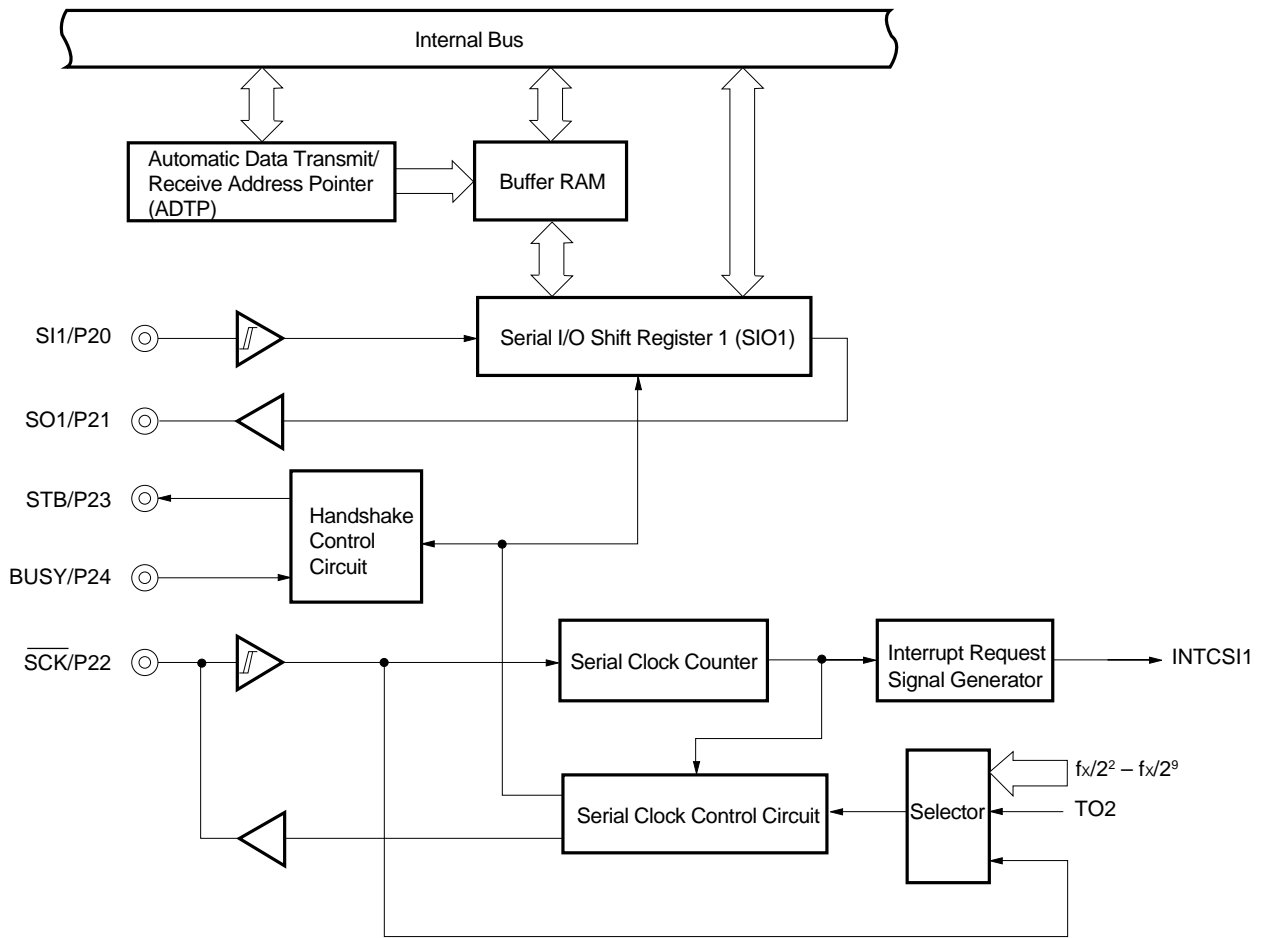 Internal Bus
Automatic Data Transmit/
Receive Address Pointer
(ADTP)
Buffer RAM
SI1/P20
Serial I/O Shift Register 1 (SIO1)
SO1/P21
STB/P23
Handshake
Control
Circuit
BUSY/P24
S̅C̅K̅/P22
Serial Clock Counter
Interrupt Request
Signal Generator
INTCSI1
fX/2² – fX/2⁹
Serial Clock Control Circuit
Selector
TO2